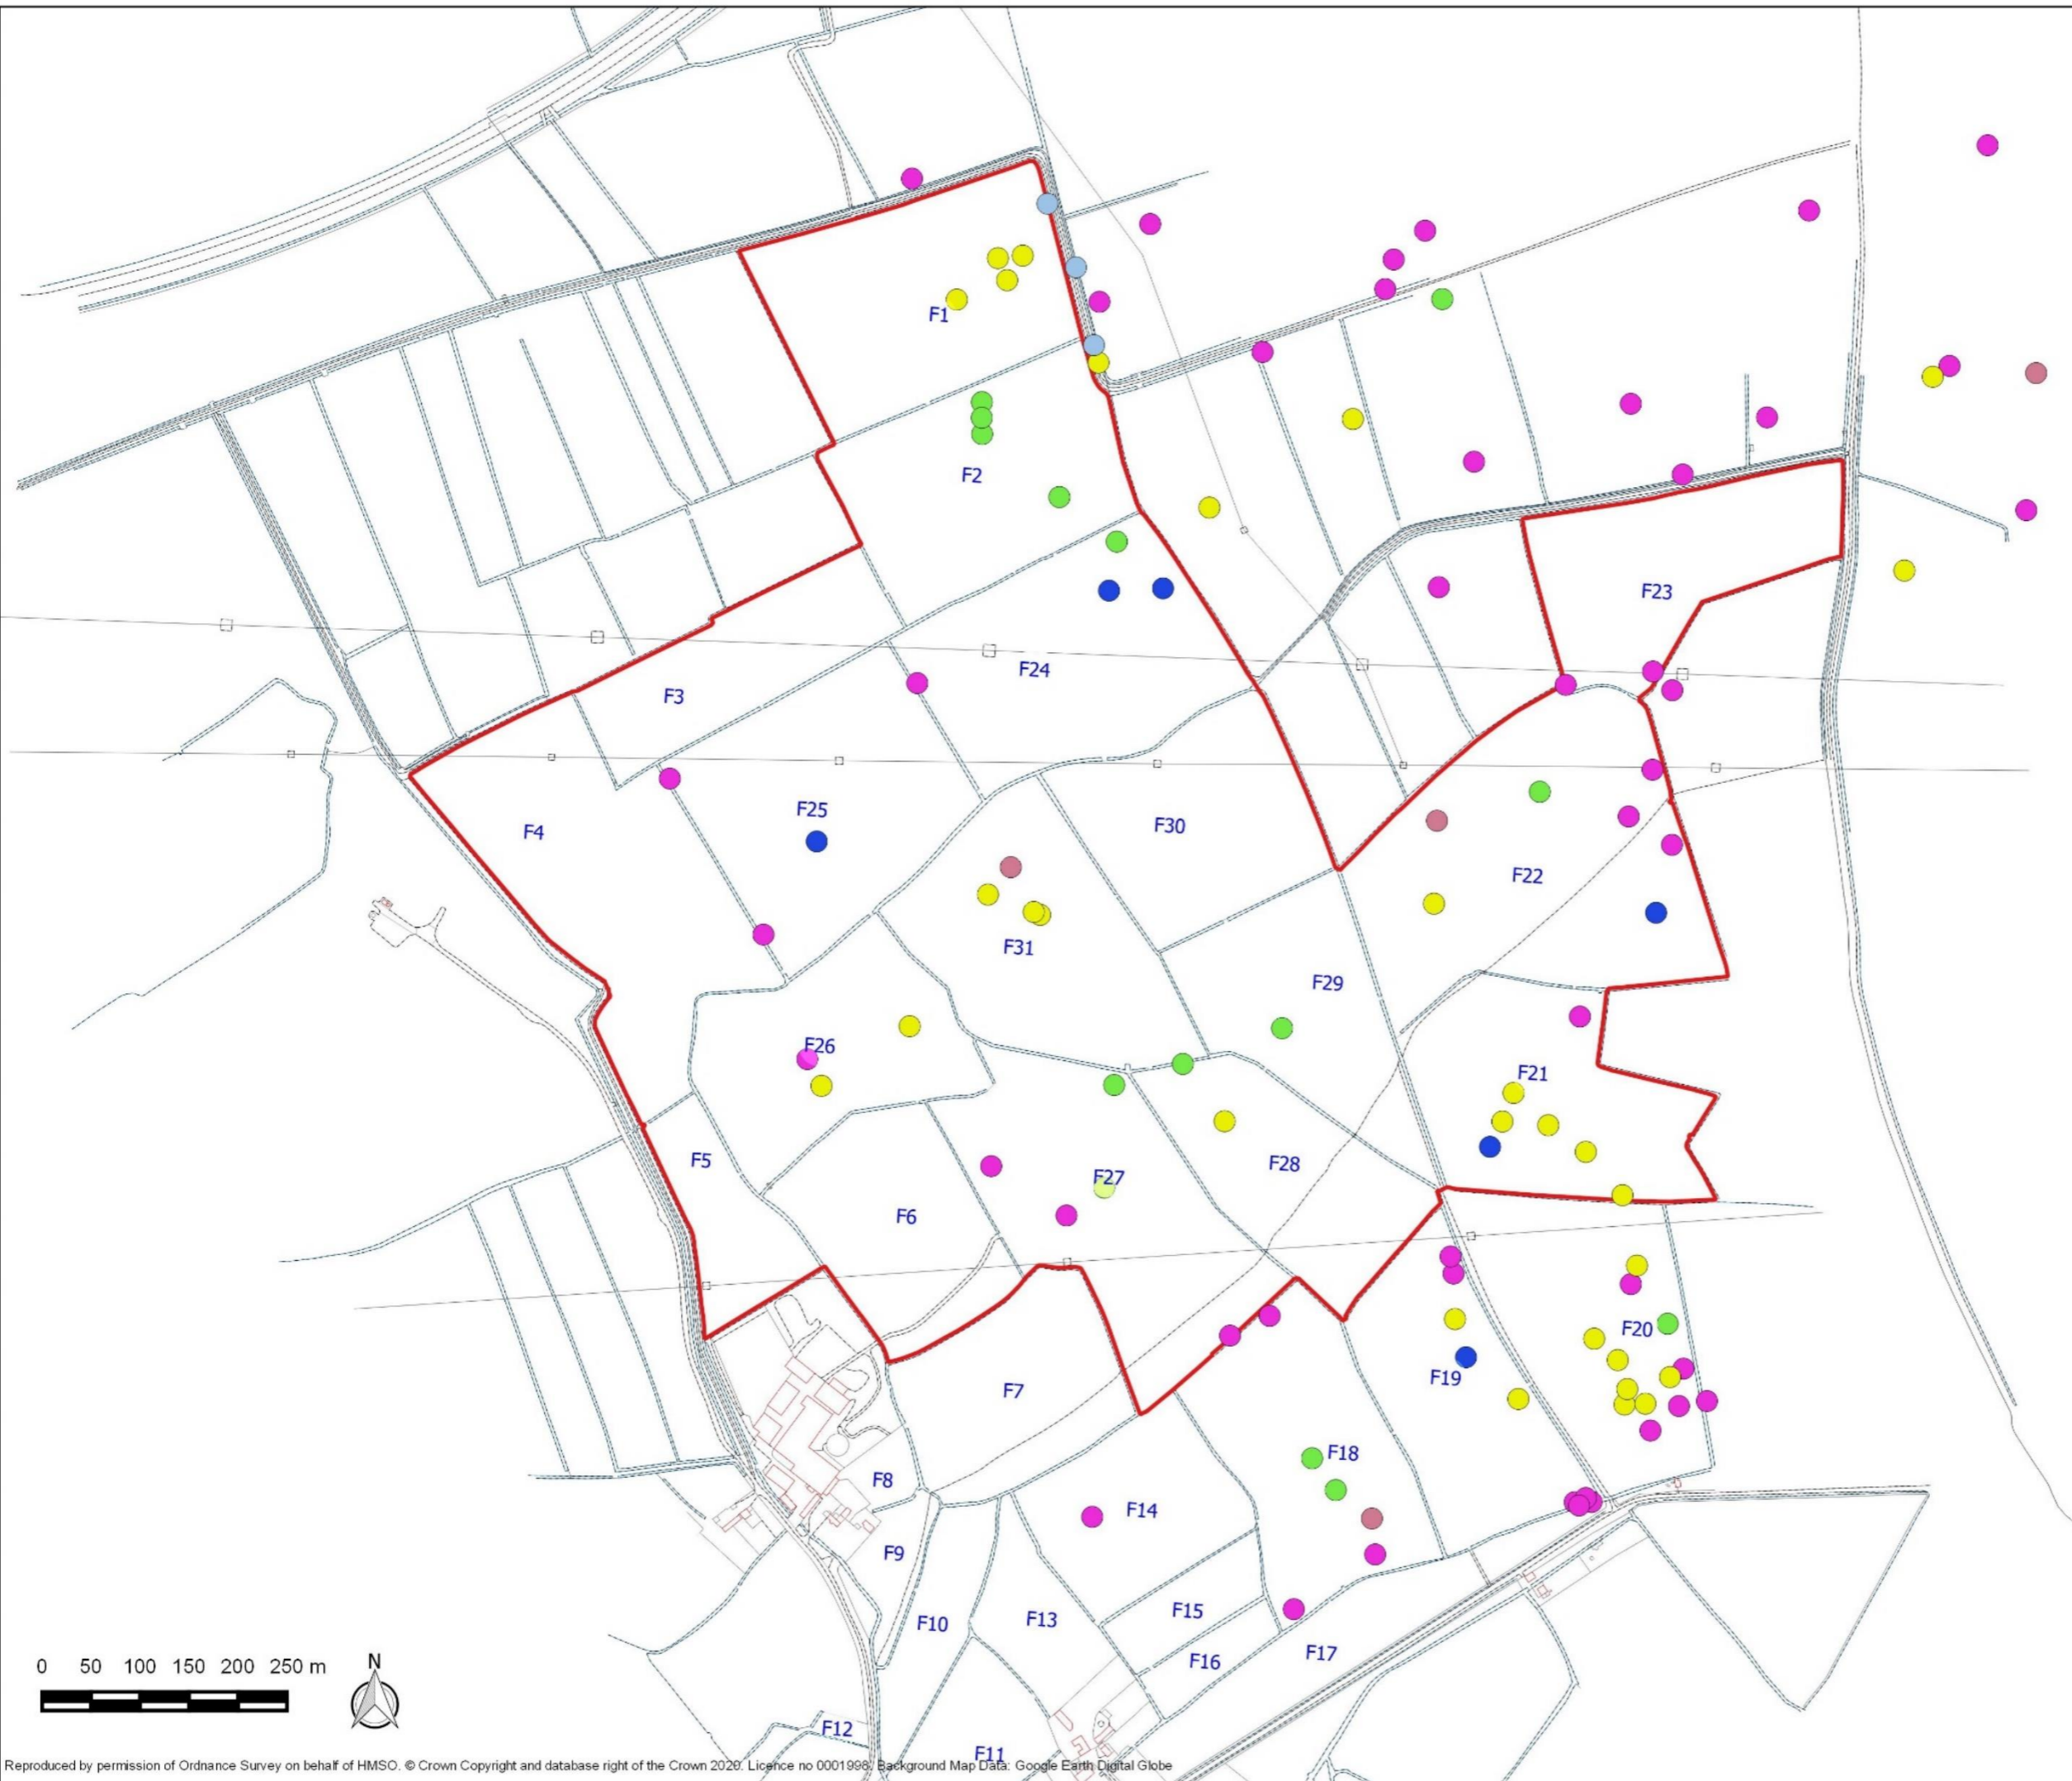 F1
F2
F23
F24
F3
F25
F30
F4
F22
F31
F29
F26
F21
F5
F28
F27
F6
F20
F19
F7
F18
F8
F14
F9
F15
F13
F10
F17
F16
0 50 100 150 200 250 m
N
F12
F11
Reproduced by permission of Ordnance Survey on behalf of HMSO. © Crown Copyright and database right of the Crown 2020. Licence no 0001998. Background Map Data: Google Earth Digital Globe